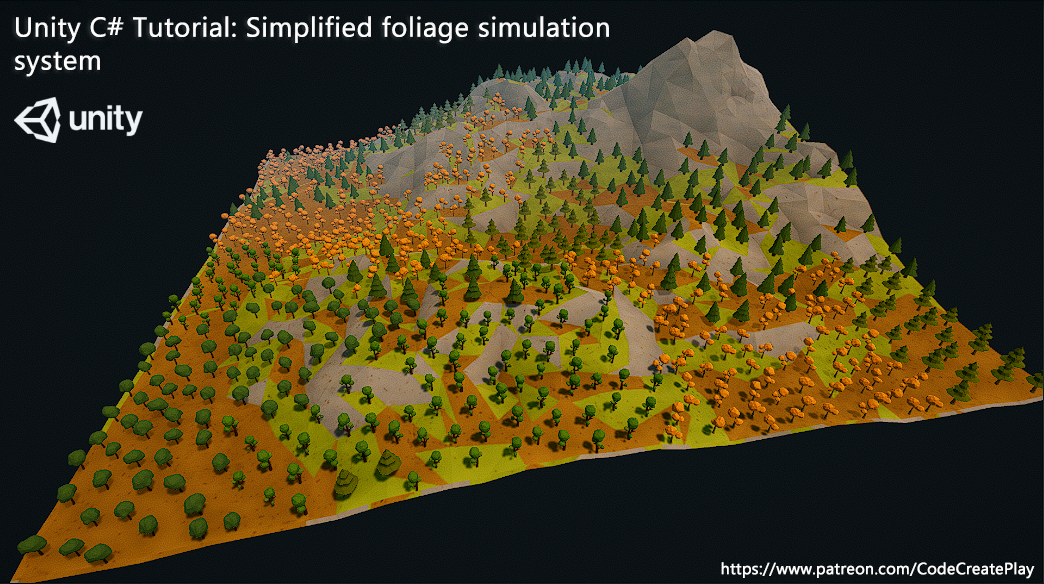 Unity C# Tutorial: Simplified foliage simulation
system
unity
https://www.patreon.com/CodeCreatePlay